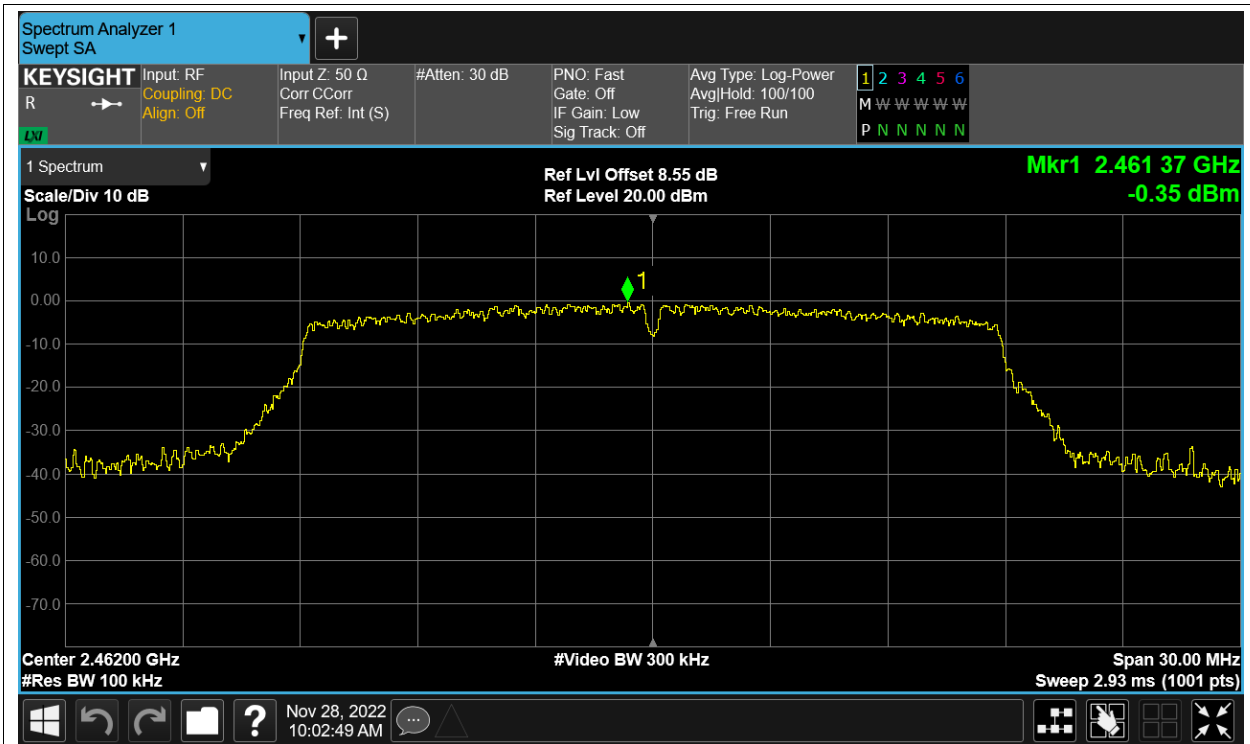 Spectrum Analyzer 1
Swept SA
KEYSIGHT
R
LXI
Input: RF
Coupling: DC
Align: Off
Input Z: 50 Ω
Corr CCorr
Freq Ref: Int (S)
#Atten: 30 dB
PNO: Fast
Gate: Off
IF Gain: Low
Sig Track: Off
Avg Type: Log-Power
Avg|Hold: 100/100
Trig: Free Run
1 2 3 4 5 6
M W W W W W
P N N N N N
1 Spectrum
Scale/Div 10 dB
Ref Lvl Offset 8.55 dB
Ref Level 20.00 dBm
Mkr1 2.461 37 GHz
-0.35 dBm
Log
10.0
0.00
-10.0
-20.0
-30.0
-40.0
-50.0
-60.0
-70.0
1
Center 2.46200 GHz
#Res BW 100 kHz
#Video BW 300 kHz
Span 30.00 MHz
Sweep 2.93 ms (1001 pts)
?
Nov 28, 2022
10:02:49 AM